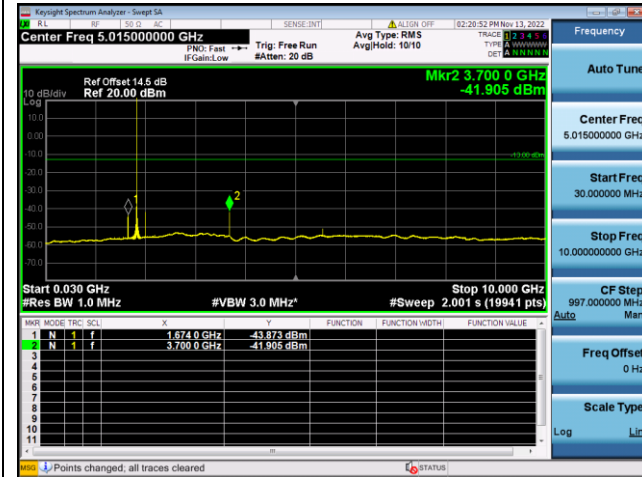 Keysight Spectrum Analyzer - Swept SA
RL RF 50 Ω AC SENSE:INT ALIGN OFF 02:20:52 PM Nov 13, 2022
Center Freq 5.015000000 GHz
PNO: Fast
IFGain:Low
Trig: Free Run
#Atten: 20 dB
Avg Type: RMS
Avg|Hold: 10/10
TRACE 1 2 3 4 5 6
TYPE A WWWWW
DET A N N N N N
Ref Offset 14.5 dB
10 dB/div Ref 20.00 dBm
Log
Mkr2 3.700 0 GHz
-41.905 dBm
10.0
0.00
-10.0
-13.00 dBm
-20.0
-30.0
-40.0
-50.0
-60.0
-70.0
1
2
Start 0.030 GHz Stop 10.000 GHz
#Res BW 1.0 MHz #VBW 3.0 MHz* #Sweep 2.001 s (19941 pts)
MKR MODE TRC SCL X Y FUNCTION FUNCTION WIDTH FUNCTION VALUE
1 N 1 f 1.674 0 GHz -43.873 dBm
2 N 1 f 3.700 0 GHz -41.905 dBm
3
4
5
6
7
8
9
10
11
MSG Points changed; all traces cleared STATUS
Frequency
Auto Tune
Center Freq
5.015000000 GHz
Start Freq
30.000000 MHz
Stop Freq
10.000000000 GHz
CF Step
997.000000 MHz
Auto Man
Freq Offset
0 Hz
Scale Type
Log Lin